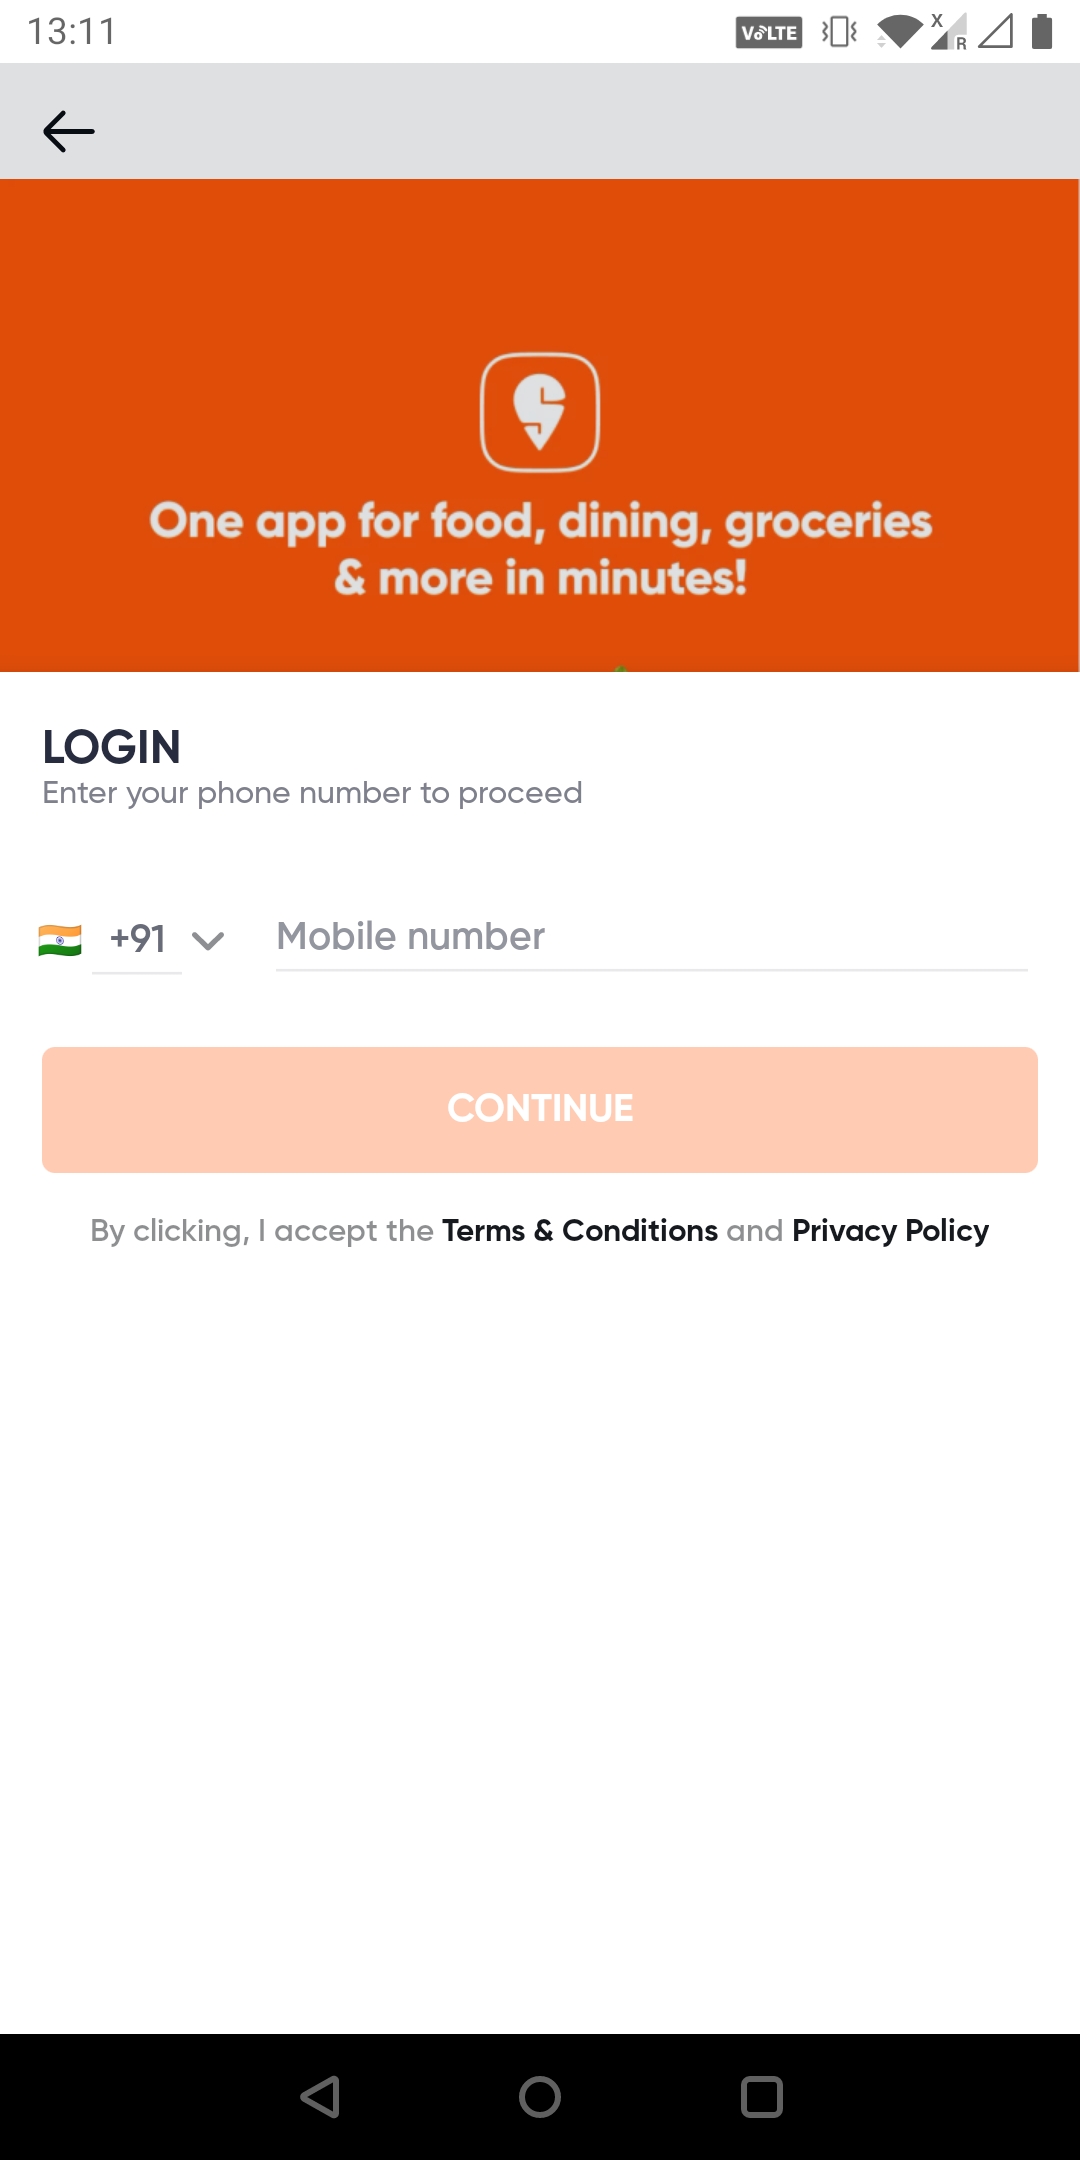 13:11
VoLTE
X
R
One app for food, dining, groceries
& more in minutes!
LOGIN
Enter your phone number to proceed
+91
Mobile number
CONTINUE
By clicking, I accept the Terms & Conditions and Privacy Policy